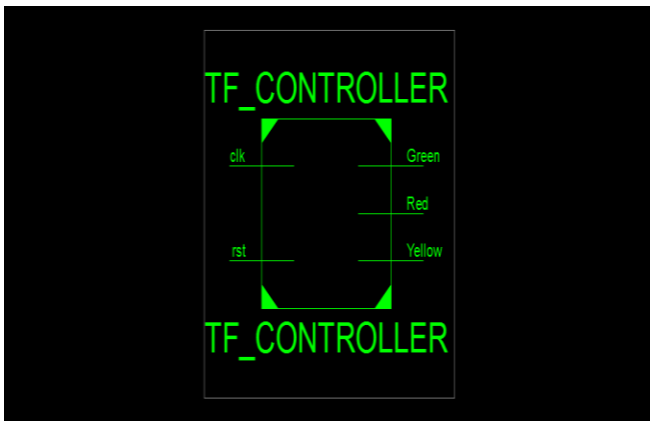 TF_CONTROLLER
clk Green
Red
rst Yellow
TF_CONTROLLER